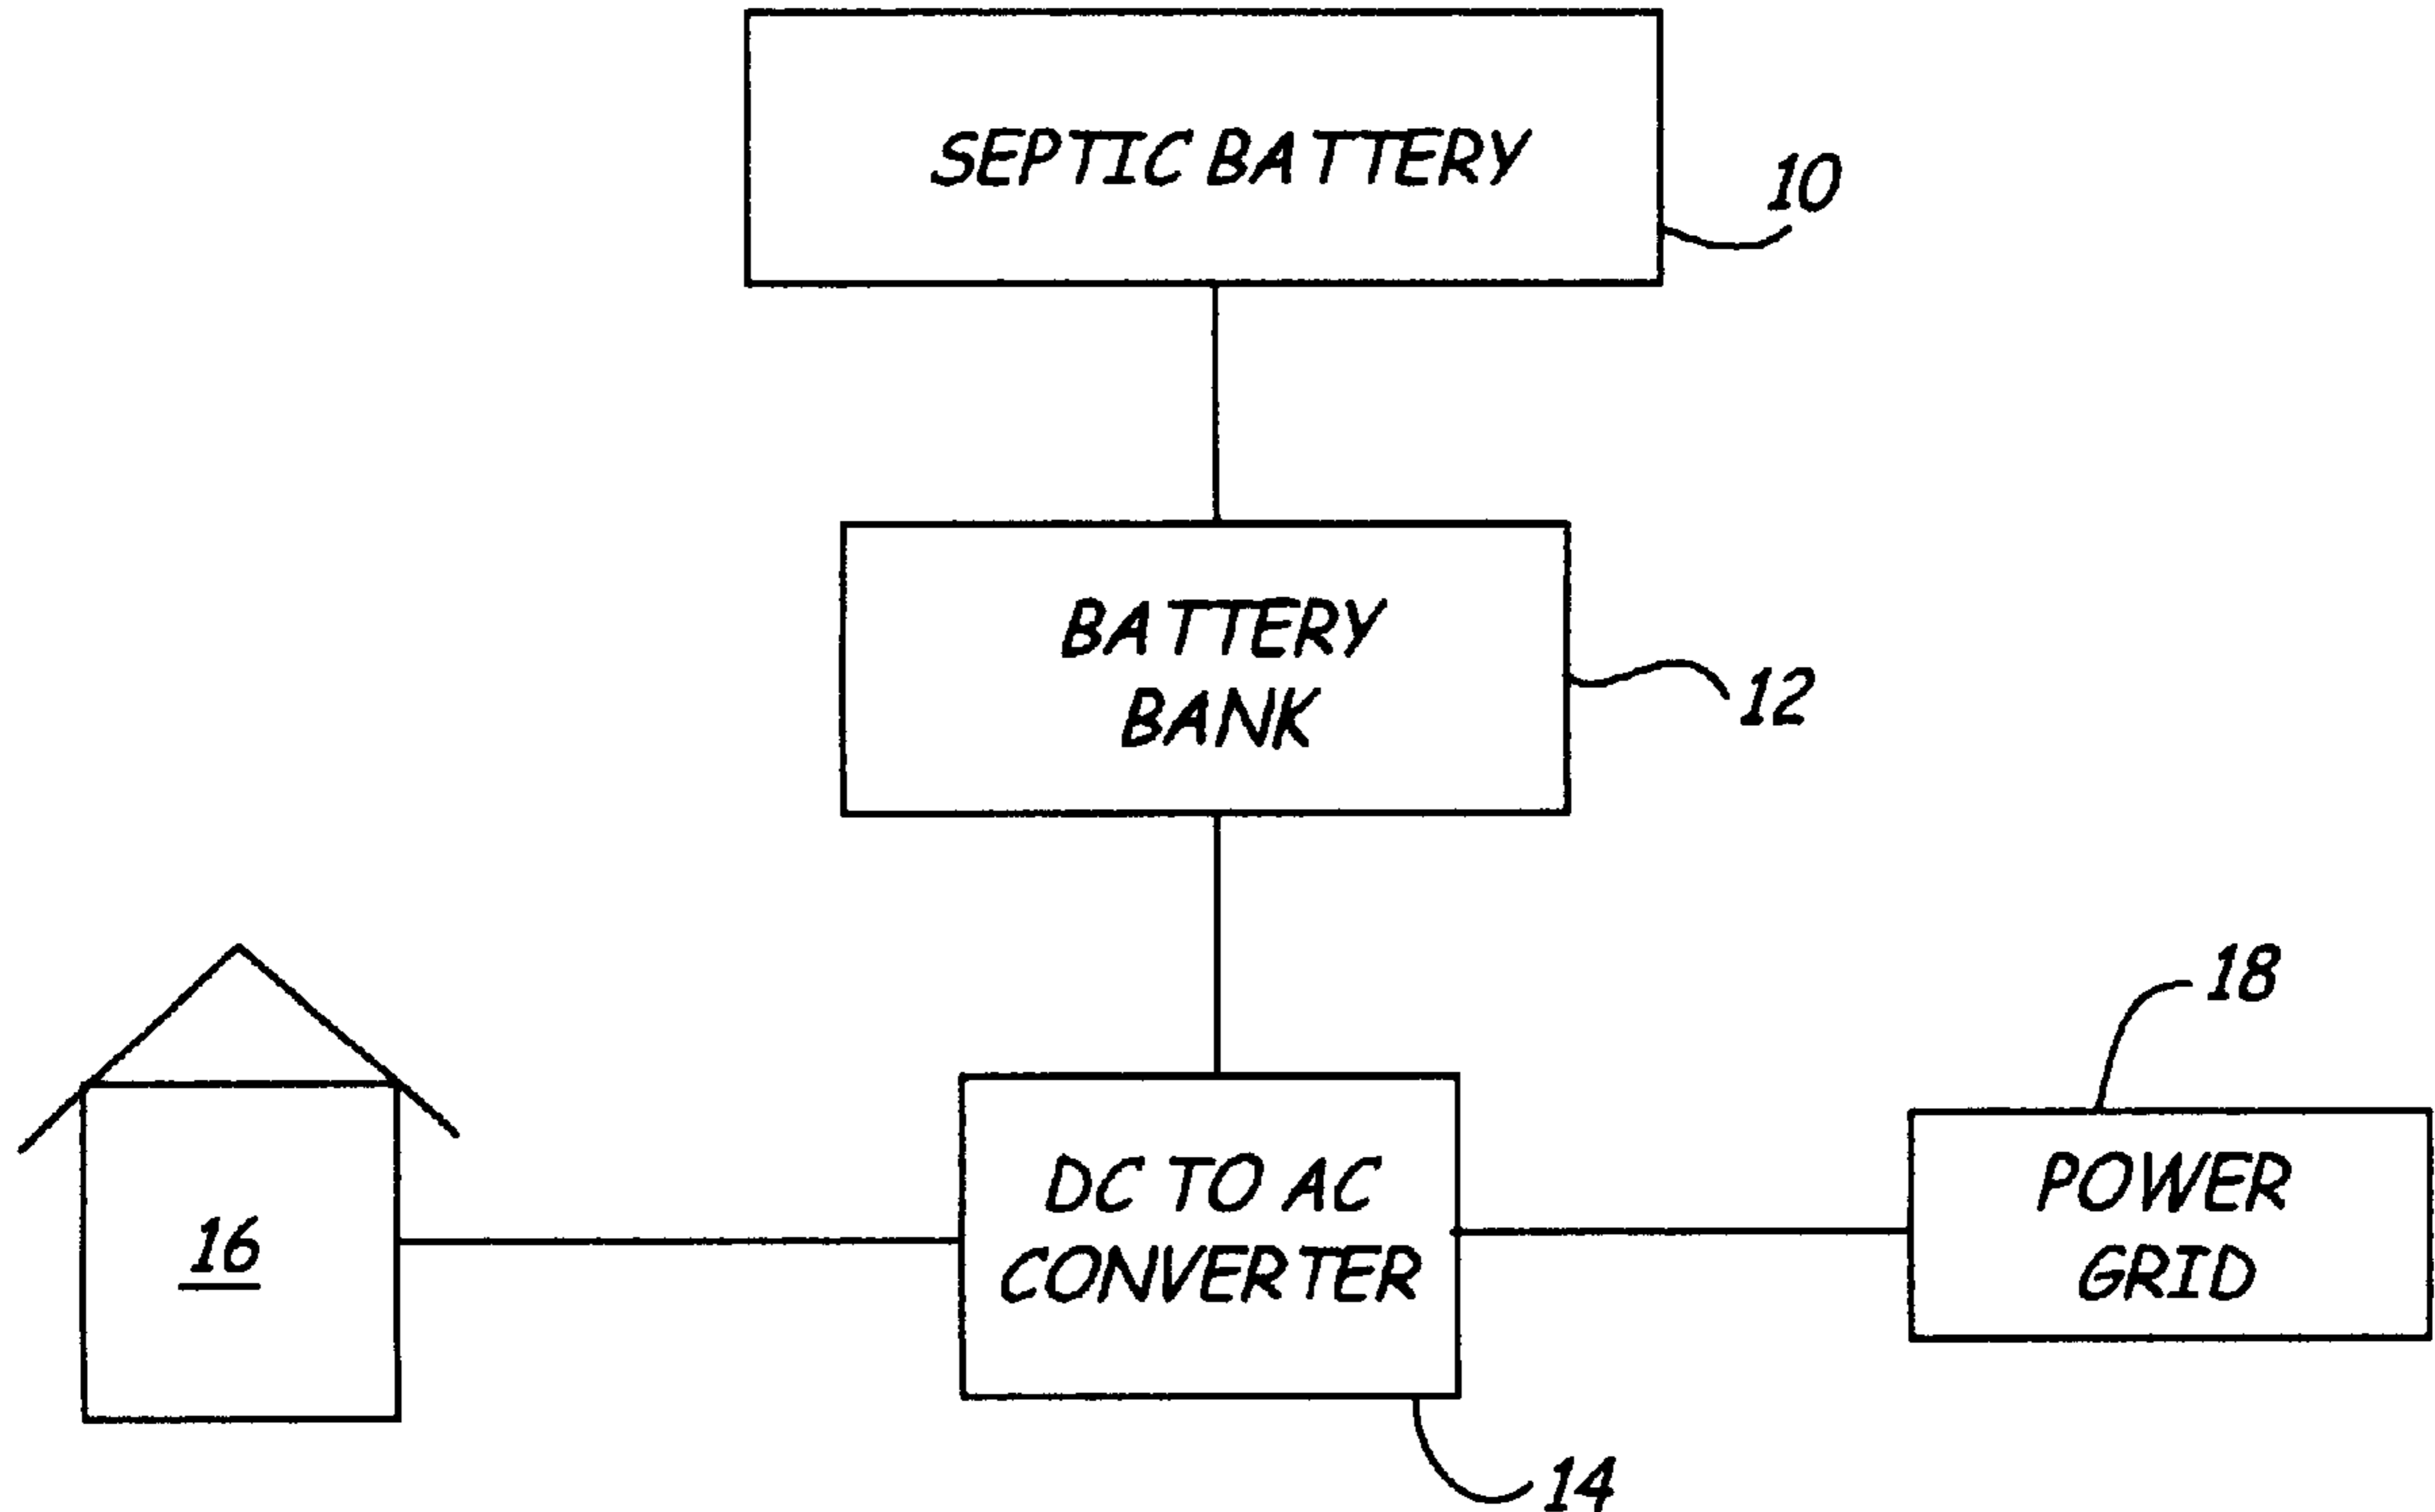 SEPTIC BATTERY
10
BATTERY
BANK
12
18
DC TO AC
CONVERTER
POWER
GRID
16
14